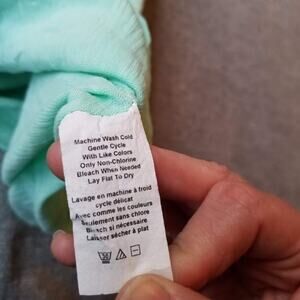 Machine Wash Cold
Gentle Cycle
With Like Colors
Only Non-Chlorine
Bleach When Needed
Lay Flat To Dry
Lavage en machine à froid
cycle délicat
Avec comme les couleurs
Seulement sans chlore
Bleach si nécessaire
Laisser sécher à plat